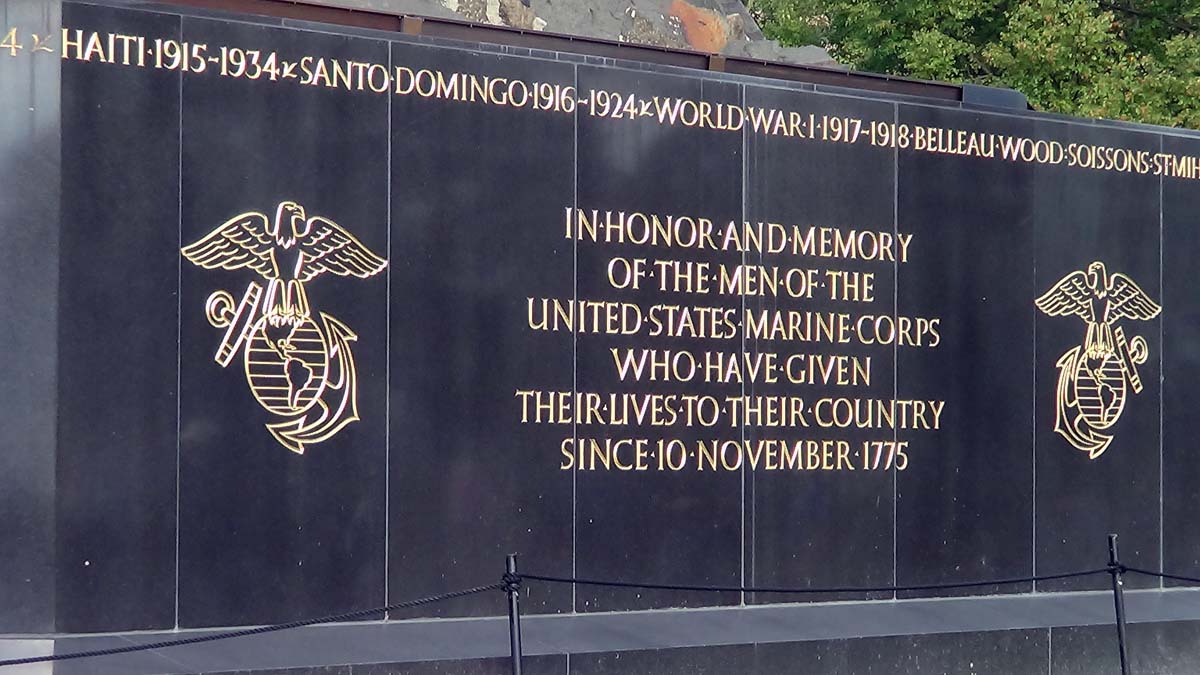 4 HAITI·1915~1934 SANTO·DOMINGO·1916~1924 WORLD·WAR·I·1917~1918·BELLEAU·WOOD·SOISSONS·ST·MIH
IN·HONOR·AND·MEMORY
OF·THE·MEN·OF·THE
UNITED·STATES·MARINE·CORPS
WHO·HAVE·GIVEN
THEIR·LIVES·TO·THEIR·COUNTRY
SINCE·10·NOVEMBER·1775